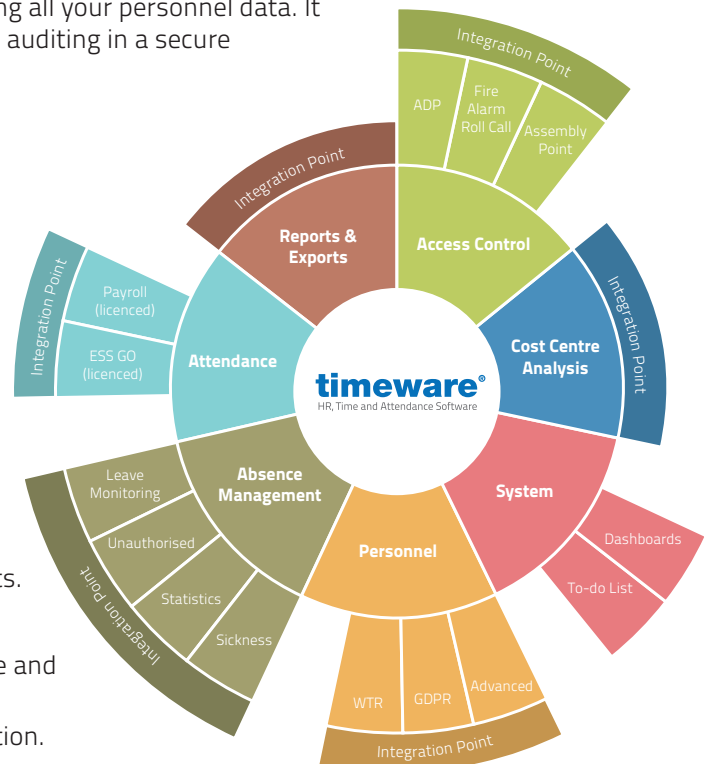 ng all your personnel data. It
auditing in a secure
Integration Point
ADP
Fire
Alarm
Roll Call
Assembly
Point
Integration Point
Reports &
Exports
Access Control
Integration Point
Payroll
(licenced)
ESS GO
(licenced)
Attendance
Cost Centre
Analysis
Integration Point
timeware®
HR, Time and Attendance Software
Absence
Management
System
Personnel
Leave
Monitoring
Unauthorised
Statistics
Sickness
Integration Point
Dashboards
To-do List
WTR
GDPR
Advanced
Integration Point
ts.
e and
tion.